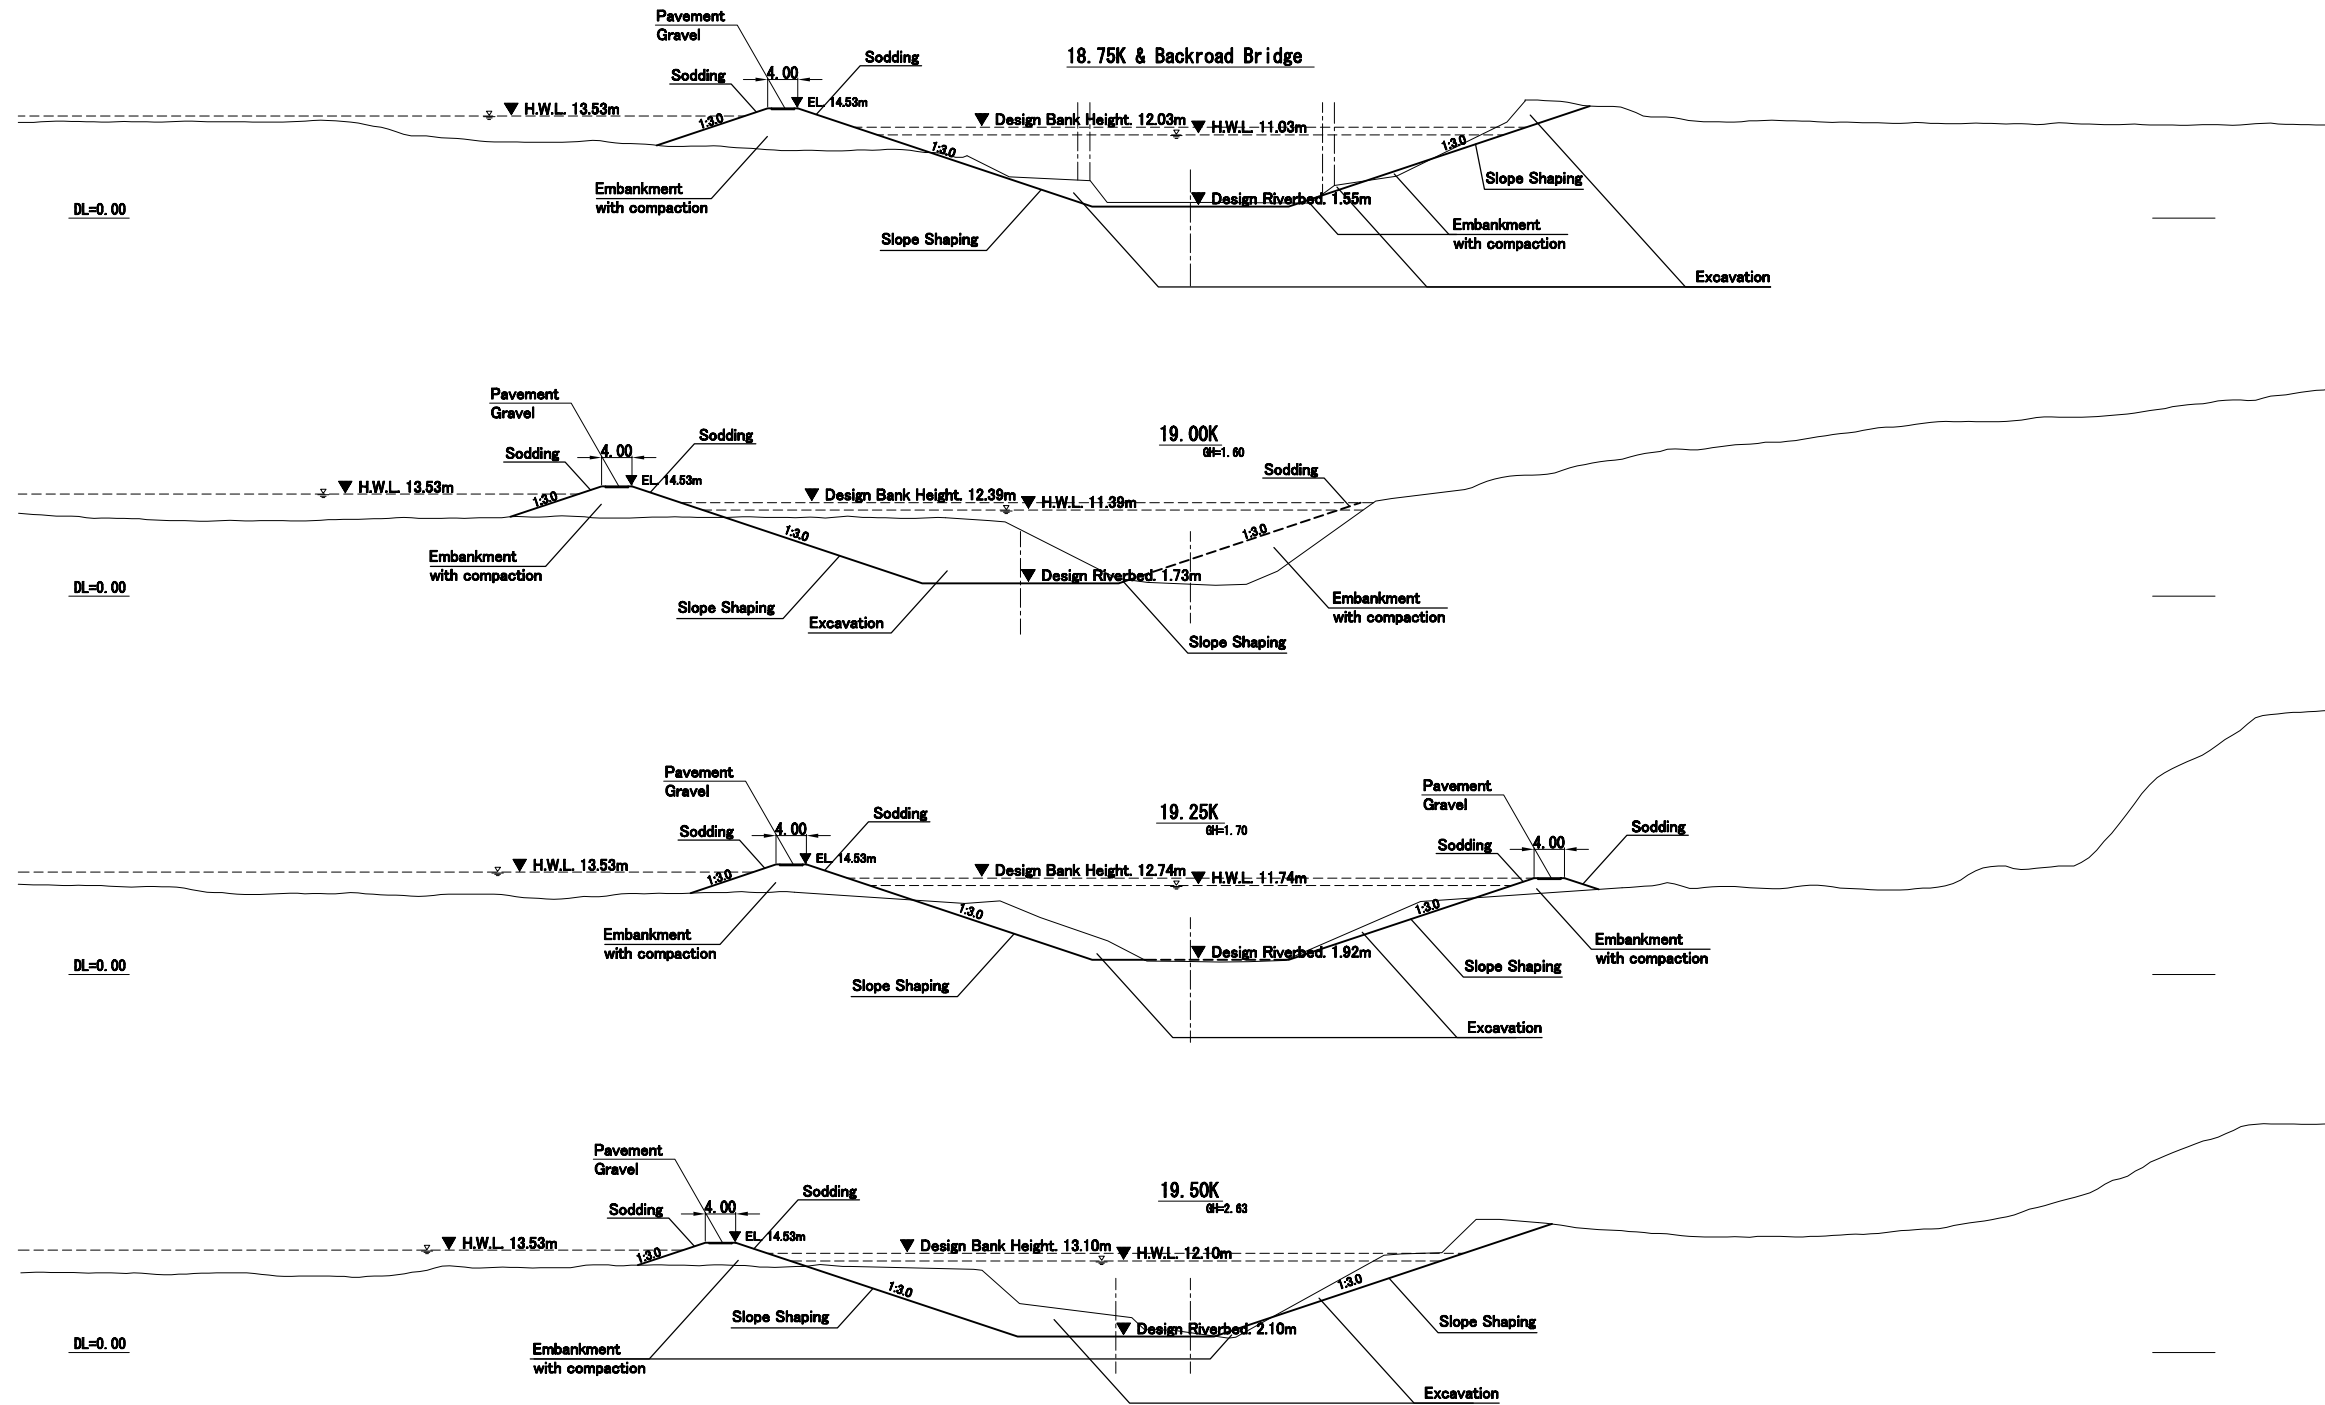 Pavement
Gravel
Sodding
18.75K & Backroad Bridge
Sodding
4.00
H.W.L. 13.53m
EL. 14.53m
1:3.0
Design Bank Height. 12.03m
H.W.L. 11.03m
1:3.0
1:3.0
Slope Shaping
Embankment
with compaction
Design Riverbed. 1.55m
DL=0.00
Slope Shaping
Embankment
with compaction
Excavation
Pavement
Gravel
Sodding
19.00K
GH=1.60
Sodding
4.00
Sodding
H.W.L. 13.53m
EL. 14.53m
1:3.0
Design Bank Height. 12.39m
H.W.L. 11.39m
1:3.0
1:3.0
Embankment
with compaction
Design Riverbed. 1.73m
DL=0.00
Slope Shaping
Excavation
Embankment
with compaction
Slope Shaping
Pavement
Gravel
Sodding
19.25K
GH=1.70
Pavement
Gravel
Sodding
4.00
Sodding
4.00
Sodding
H.W.L. 13.53m
EL. 14.53m
1:3.0
Design Bank Height. 12.74m
H.W.L. 11.74m
1:3.0
1:3.0
Embankment
with compaction
Design Riverbed. 1.92m
Embankment
with compaction
DL=0.00
Slope Shaping
Slope Shaping
Excavation
Pavement
Gravel
Sodding
19.50K
GH=2.63
Sodding
4.00
H.W.L. 13.53m
EL. 14.53m
1:3.0
Design Bank Height. 13.10m
H.W.L. 12.10m
1:3.0
1:3.0
Slope Shaping
Design Riverbed. 2.10m
Slope Shaping
DL=0.00
Embankment
with compaction
Excavation